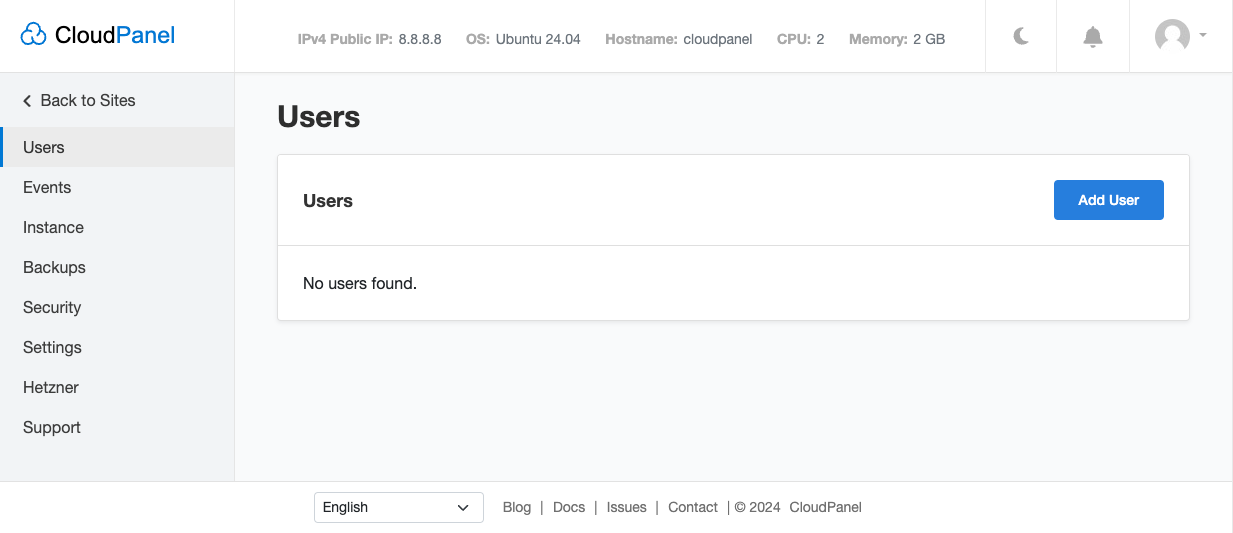 CloudPanel
IPv4 Public IP: 8.8.8.8 OS: Ubuntu 24.04 Hostname: cloudpanel CPU: 2 Memory: 2 GB
Back to Sites
Users
Events
Instance
Backups
Security
Settings
Hetzner
Support
Users
Users
Add User
No users found.
English
Blog | Docs | Issues | Contact | © 2024 CloudPanel